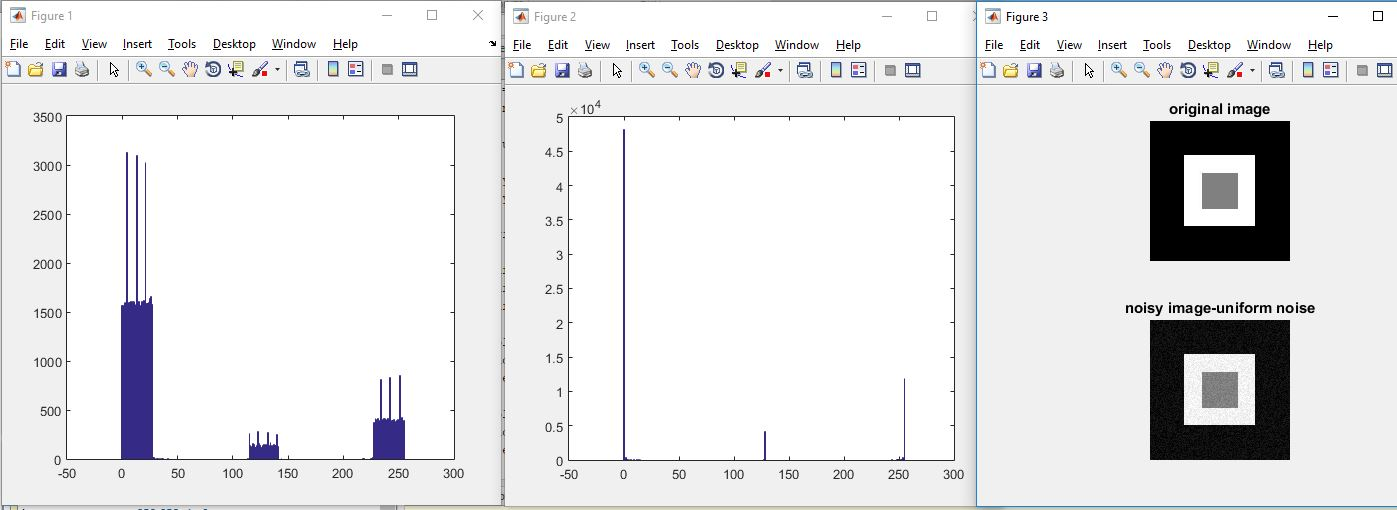 Figure 1
File Edit View Insert Tools Desktop Window Help
3500
3000
2500
2000
1500
1000
500
0
-50 0 50 100 150 200 250 300
Figure 2
File Edit View Insert Tools Desktop Window Help
×10^4
5
4.5
4
3.5
3
2.5
2
1.5
1
0.5
0
-50 0 50 100 150 200 250 300
Figure 3
File Edit View Insert Tools Desktop Window Help
original image
noisy image-uniform noise